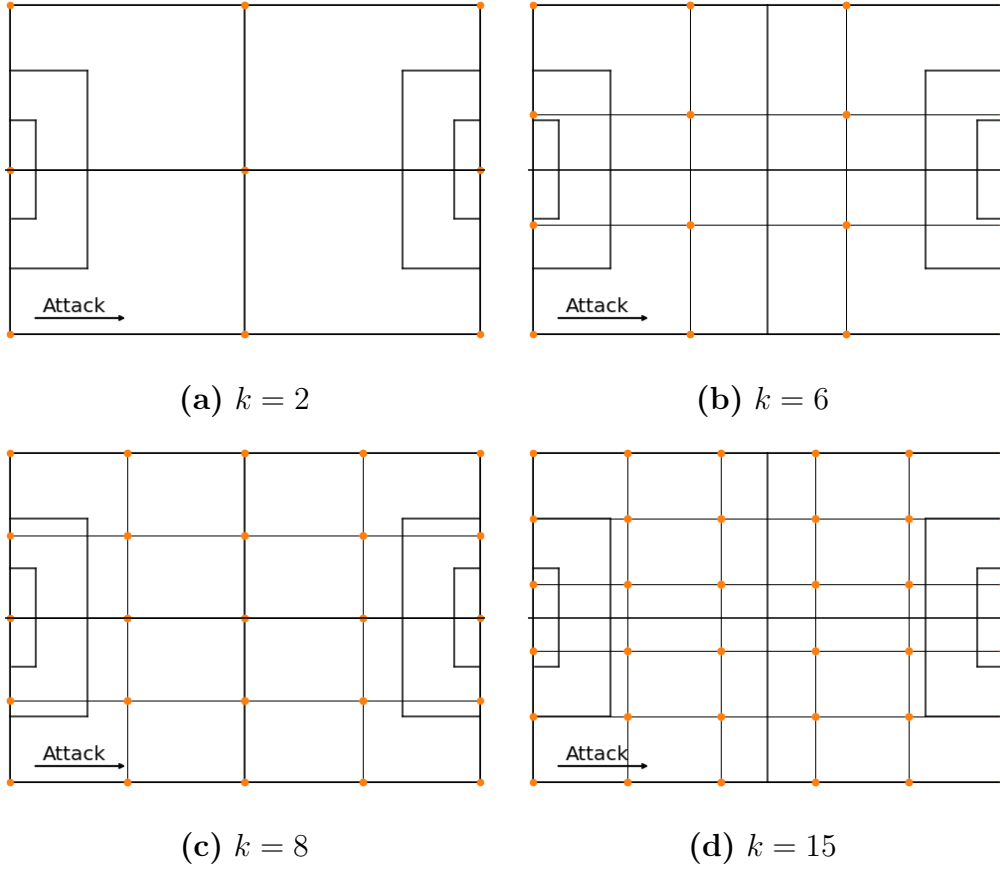 Attack
Attack
(a) k = 2
(b) k = 6
Attack
Attack
(c) k = 8
(d) k = 15